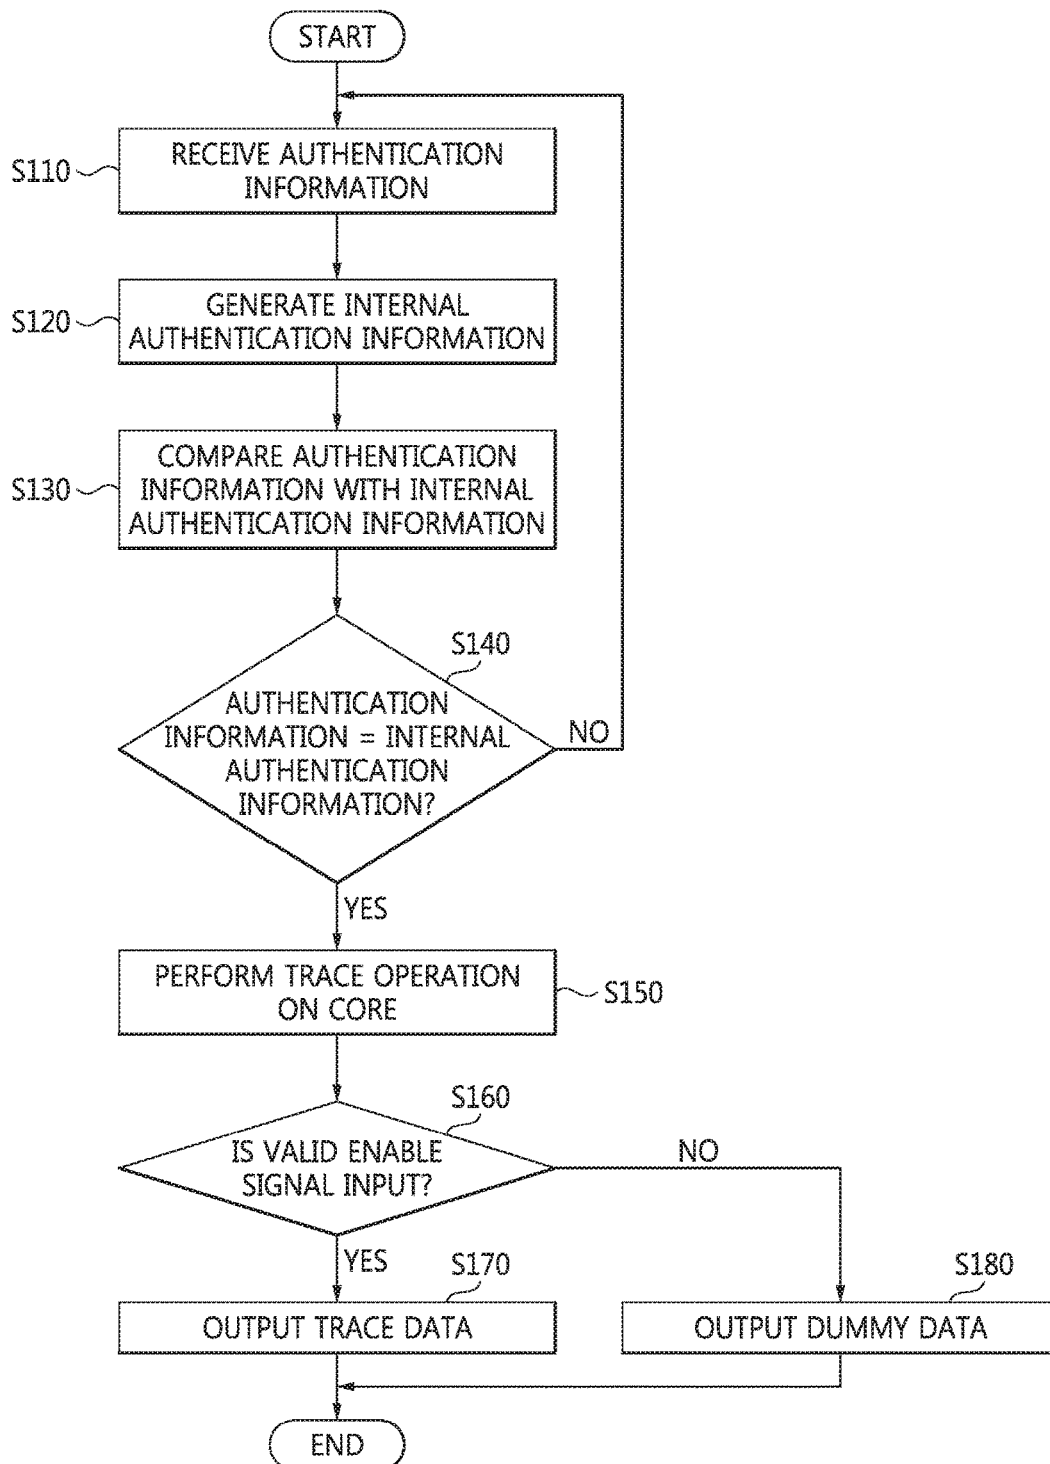 START
S110
RECEIVE AUTHENTICATION
INFORMATION
S120
GENERATE INTERNAL
AUTHENTICATION INFORMATION
S130
COMPARE AUTHENTICATION
INFORMATION WITH INTERNAL
AUTHENTICATION INFORMATION
S140
AUTHENTICATION
INFORMATION = INTERNAL
AUTHENTICATION
INFORMATION?
NO
YES
PERFORM TRACE OPERATION
ON CORE
S150
S160
IS VALID ENABLE
SIGNAL INPUT?
NO
YES
S170
OUTPUT TRACE DATA
S180
OUTPUT DUMMY DATA
END